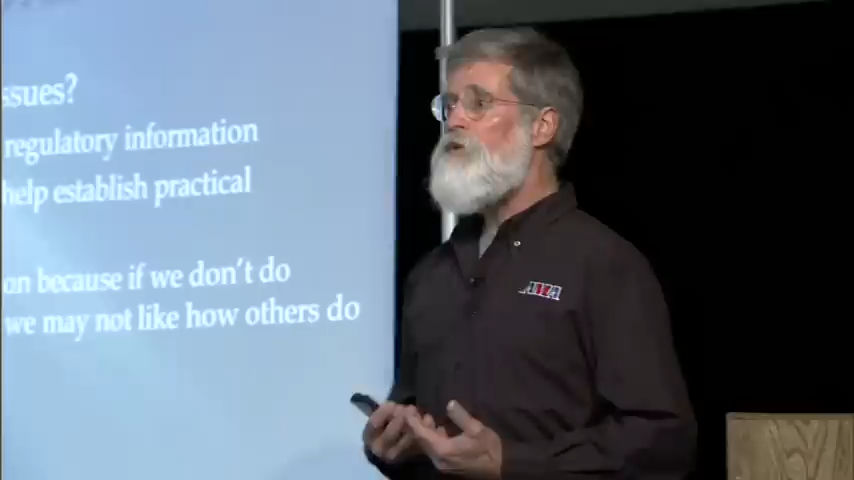 ssues?
regulatory information
help establish practical
on because if we don't do
we may not like how others do
AMA